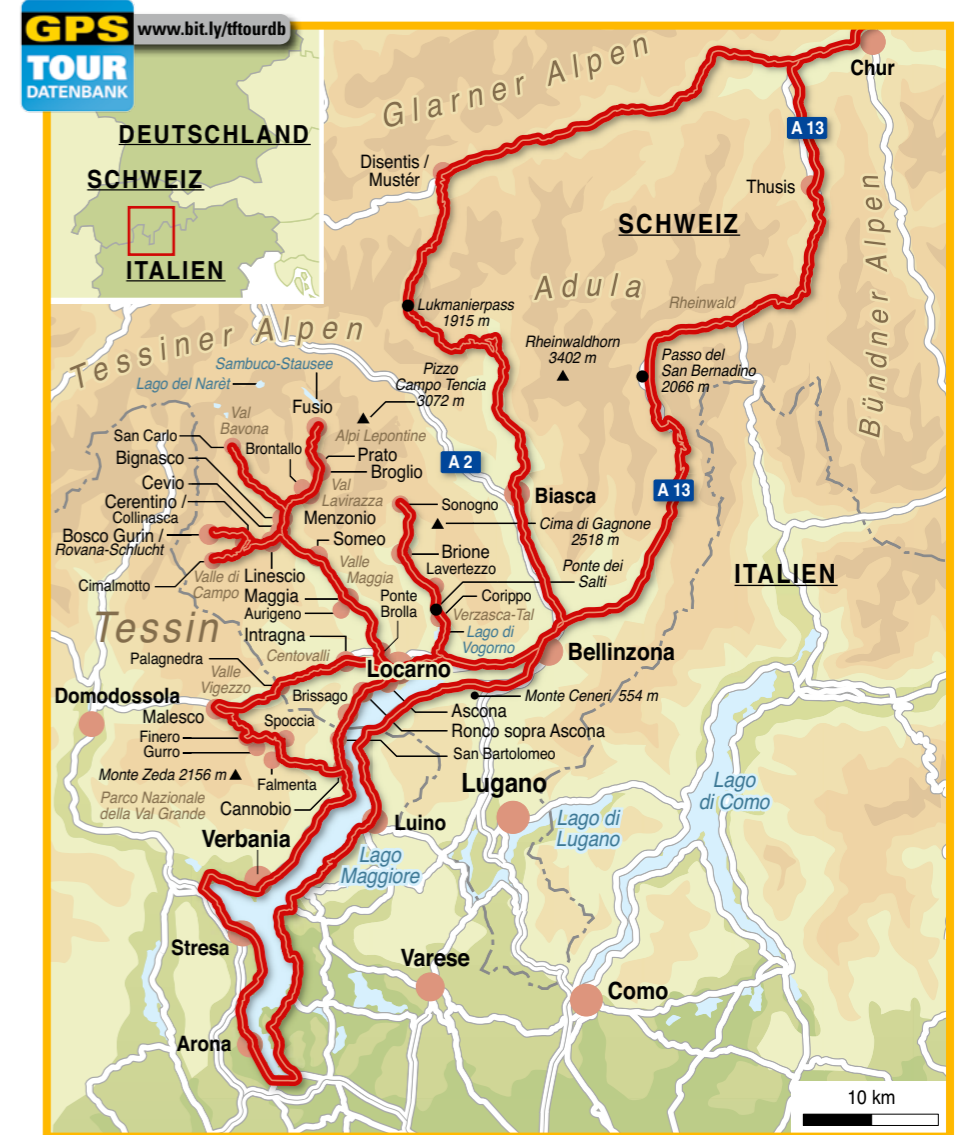 GPS
TOUR
DATENBANK
www.bit.ly/tftourdb
DEUTSCHLAND
SCHWEIZ
ITALIEN
Glarner Alpen
Chur
A 13
Disentis /
Mustér
Thusis
SCHWEIZ
Bündner Alpen
Adula
Rheinwald
Lukmanierpass
1915 m
Rheinwaldhorn
3402 m
Passo del
San Bernadino
2066 m
Tessiner Alpen
Sambuco-Stausee
Lago del Narèt
Pizzo
Campo Tencia
3072 m
Fusio
Val
Bavona
Alpi Lepontine
San Carlo
Brontallo
Prato
Bignasco
Broglio
A 2
Cevio
Val
Lavirazza
A 13
Biasca
Cerentino /
Collinasca
Menzonio
Sonogno
Bosco Gurin /
Rovana-Schlucht
Someo
Cima di Gagnone
2518 m
Brione
Lavertezzo
Ponte dei
Salti
ITALIEN
Cimalmotto
Valle di
Campo
Linescio
Valle
Maggia
Maggia
Aurigeno
Ponte
Brolla
Corippo
Verzasca-Tal
Tessin
Intragna
Lago di
Vogorno
Palagnedra
Centovalli
Locarno
Bellinzona
Valle
Vigezzo
Domodossola
Brissago
Monte Ceneri 554 m
Malesco
Spoccia
Ascona
Finero
Ronco sopra Ascona
Gurro
San Bartolomeo
Monte Zeda 2156 m
Falmenta
Lugano
Lago
di Como
Parco Nazionale
della Val Grande
Cannobio
Luino
Lago di
Lugano
Verbania
Lago
Maggiore
Stresa
Varese
Como
Arona
10 km